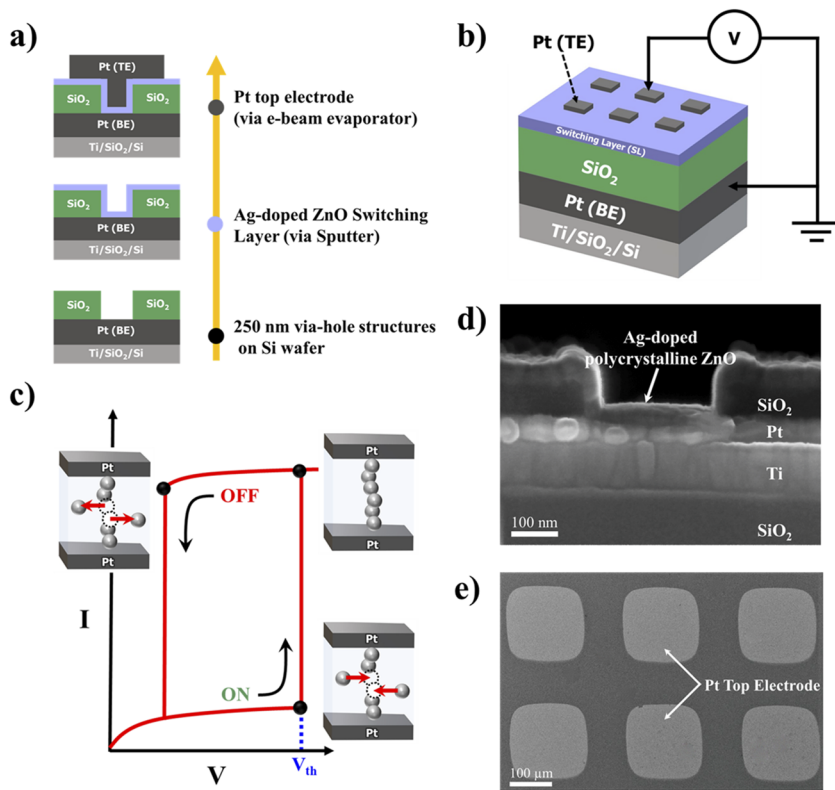 a)
Pt (TE)
SiO₂ SiO₂
Pt (BE)
Ti/SiO₂/Si
Pt top electrode
(via e-beam evaporator)
SiO₂ SiO₂
Pt (BE)
Ti/SiO₂/Si
Ag-doped ZnO Switching
Layer (via Sputter)
SiO₂ SiO₂
Pt (BE)
Ti/SiO₂/Si
250 nm via-hole structures
on Si wafer
b)
Pt (TE)
V
Switching Layer (SL)
SiO₂
Pt (BE)
Ti/SiO₂/Si
c)
Pt
Pt
OFF
Pt
Pt
I
ON
Pt
Pt
V
Vth
d)
Ag-doped
polycrystalline ZnO
SiO₂
Pt
Ti
100 nm
SiO₂
e)
Pt Top Electrode
100 µm